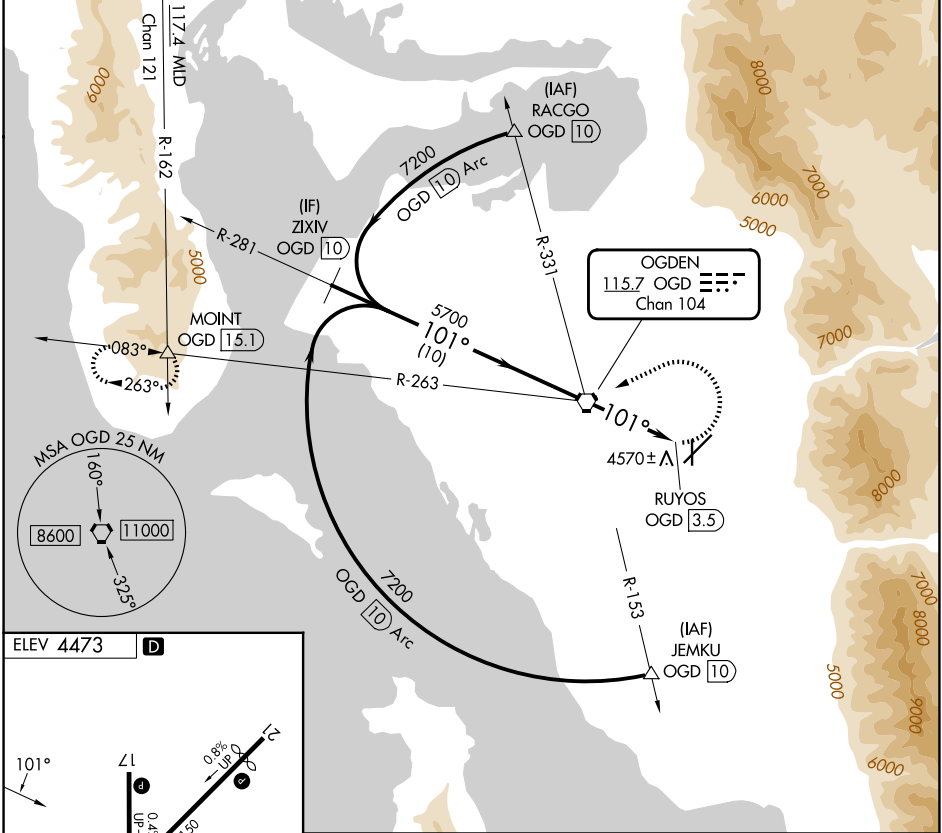 117.4 MLD
Chan 121
R-162
6000
5000
(IAF)
RACGO
OGD 10
7200
OGD 10 Arc
(IF)
ZIXIV
OGD 10
R-281
R-331
8000
7000
6000
5000
7000
OGDEN
115.7 OGD
Chan 104
MOINT
OGD 15.1
083°
263°
R-263
5700
101°
(10)
101°
4570±
RUYOS
OGD 3.5
8000
MSA OGD 25 NM
160°
8600
11000
325°
7200
OGD 10 Arc
R-153
(IAF)
JEMKU
OGD 10
7000
8000
5000
9000
6000
ELEV 4473
D
101°
17
P
0.8%
UP
21
P